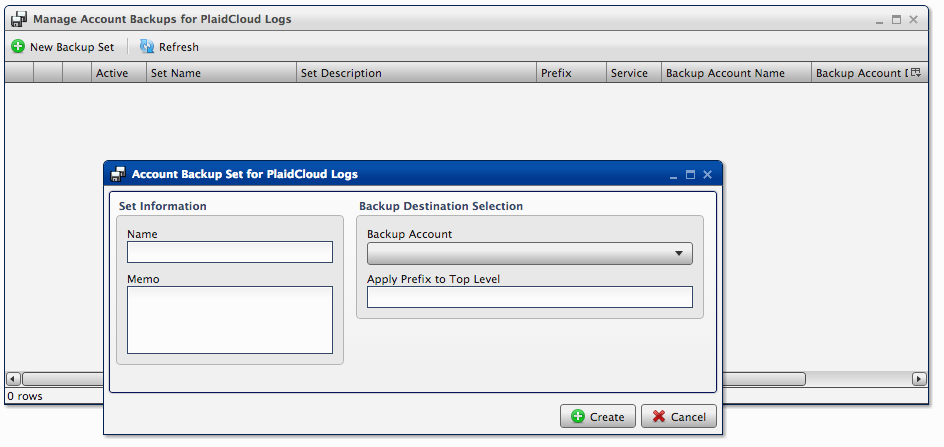 Manage Account Backups for PlaidCloud Logs
New Backup Set Refresh
Active Set Name Set Description Prefix Service Backup Account Name Backup Account
Account Backup Set for PlaidCloud Logs
Set Information
Name
Memo
Backup Destination Selection
Backup Account
Apply Prefix to Top Level
0 rows
Create Cancel